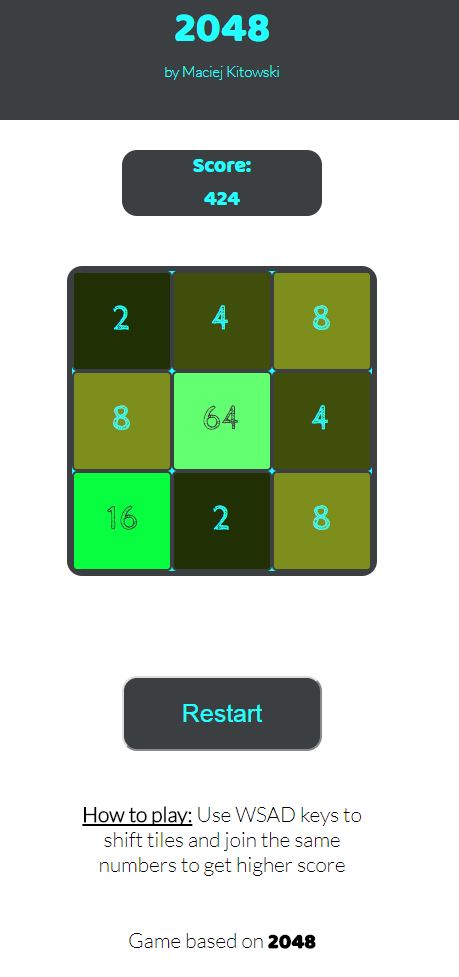 2048
by Maciej Kitowski
Score:
424
2 4 8
8 64 4
16 2 8
Restart
How to play: Use WSAD keys to
shift tiles and join the same
numbers to get higher score
Game based on 2048